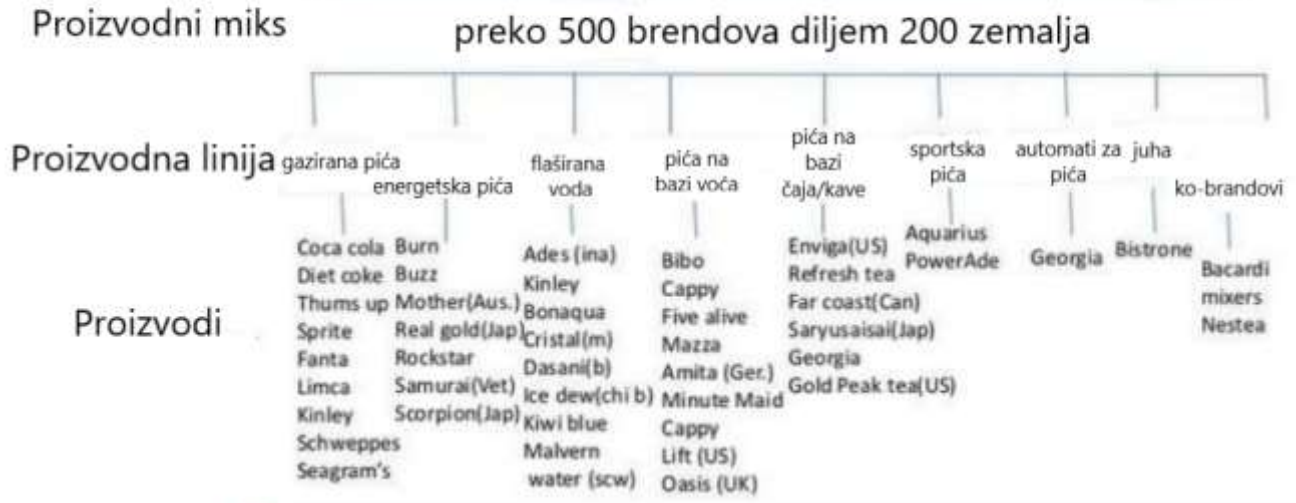 Proizvodni miks
preko 500 brendova diljem 200 zemalja
Proizvodna linija
gazirana pića
energetska pića
flaširana
voda
pića na
bazi voća
pića na
bazi
čaja/kave
sportska
pića
automati za
pića
juha
ko-brandovi
Proizvodi
Coca cola
Diet coke
Thums up
Sprite
Fanta
Limca
Kinley
Schweppes
Seagram's
Burn
Buzz
Mother(Aus.)
Real gold(Jap)
Rockstar
Samurai(Vet)
Scorpion(Jap)
Ades (ina)
Kinley
Bonaqua
Cristal(m)
Dasani(b)
Ice dew(chi b)
Kiwi blue
Malvern
water (scw)
Bibo
Cappy
Five alive
Mazza
Amita (Ger.)
Minute Maid
Cappy
Lift (US)
Oasis (UK)
Enviga(US)
Refresh tea
Far coast(Can)
Saryusaisai(Jap)
Georgia
Gold Peak tea(US)
Aquarius
PowerAde
Georgia
Bistrone
Bacardi
mixers
Nestea